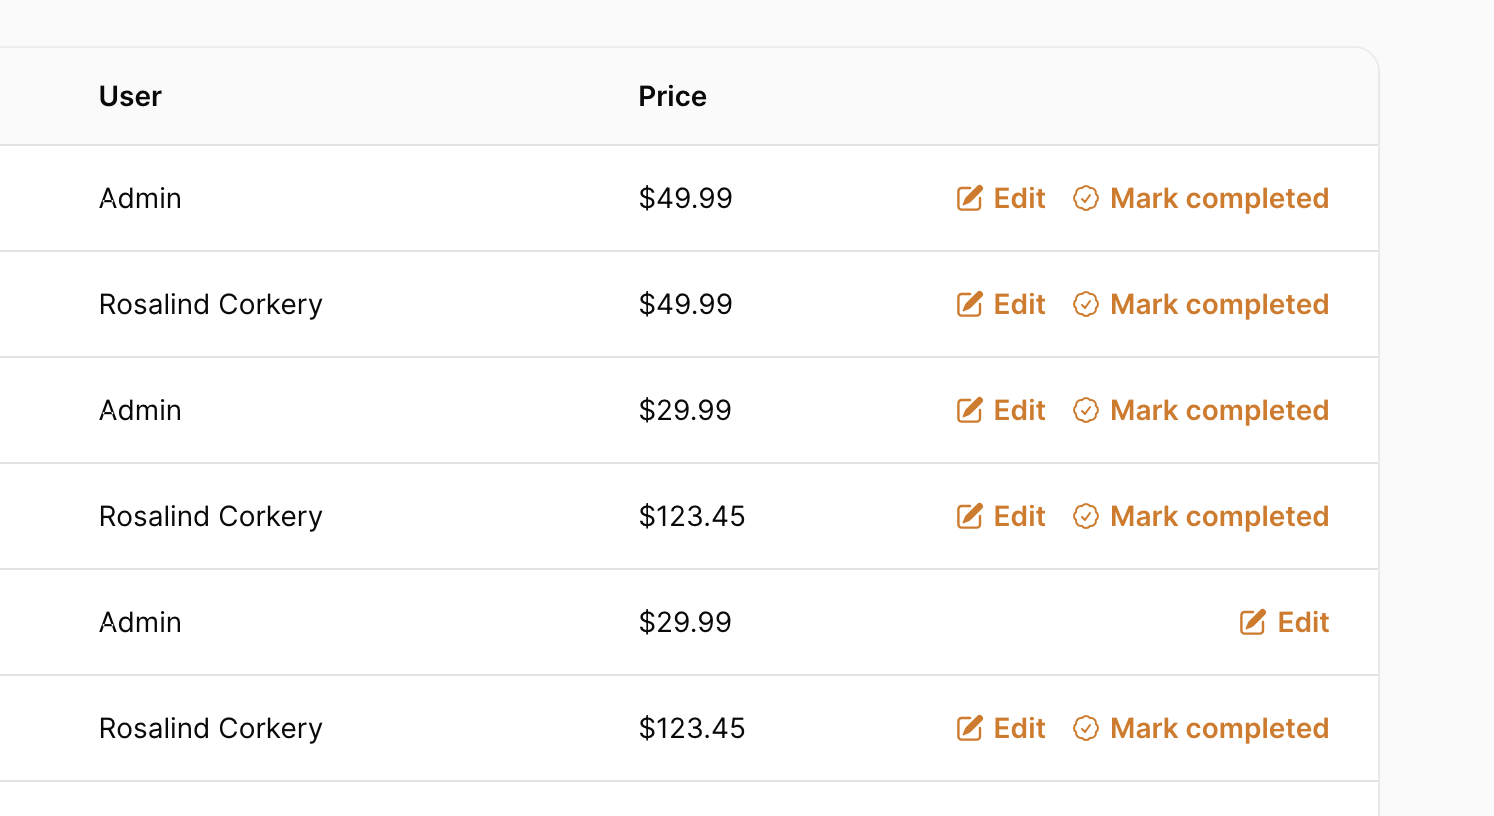 User Price
Admin $49.99 Edit Mark completed
Rosalind Corkery $49.99 Edit Mark completed
Admin $29.99 Edit Mark completed
Rosalind Corkery $123.45 Edit Mark completed
Admin $29.99 Edit
Rosalind Corkery $123.45 Edit Mark completed